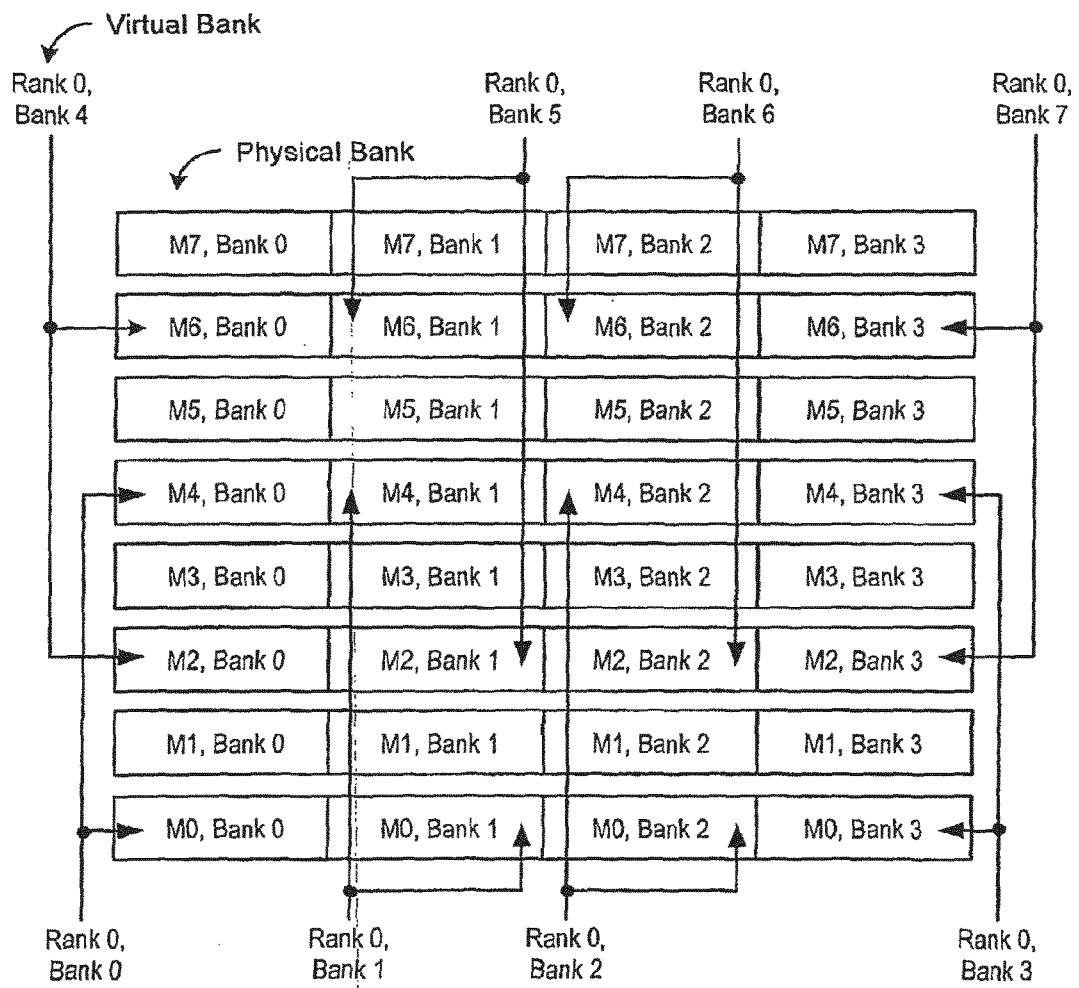 Virtual Bank
Rank 0,
Bank 4
Rank 0,
Bank 5
Rank 0,
Bank 6
Rank 0,
Bank 7
Physical Bank
M7, Bank 0
M7, Bank 1
M7, Bank 2
M7, Bank 3
M6, Bank 0
M6, Bank 1
M6, Bank 2
M6, Bank 3
M5, Bank 0
M5, Bank 1
M5, Bank 2
M5, Bank 3
M4, Bank 0
M4, Bank 1
M4, Bank 2
M4, Bank 3
M3, Bank 0
M3, Bank 1
M3, Bank 2
M3, Bank 3
M2, Bank 0
M2, Bank 1
M2, Bank 2
M2, Bank 3
M1, Bank 0
M1, Bank 1
M1, Bank 2
M1, Bank 3
M0, Bank 0
M0, Bank 1
M0, Bank 2
M0, Bank 3
Rank 0,
Bank 0
Rank 0,
Bank 1
Rank 0,
Bank 2
Rank 0,
Bank 3